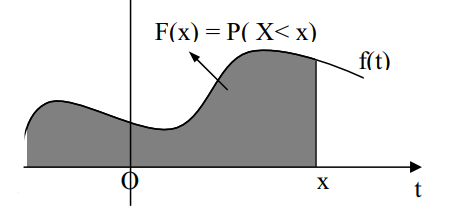 F(x) = P( X< x)
f(t)
O
x
t